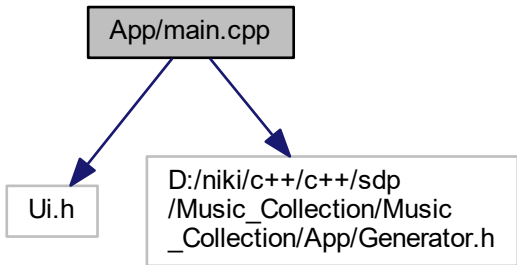 App/main.cpp
Ui.h
D:/niki/c++/c++/sdp
/Music_Collection/Music
_Collection/App/Generator.h